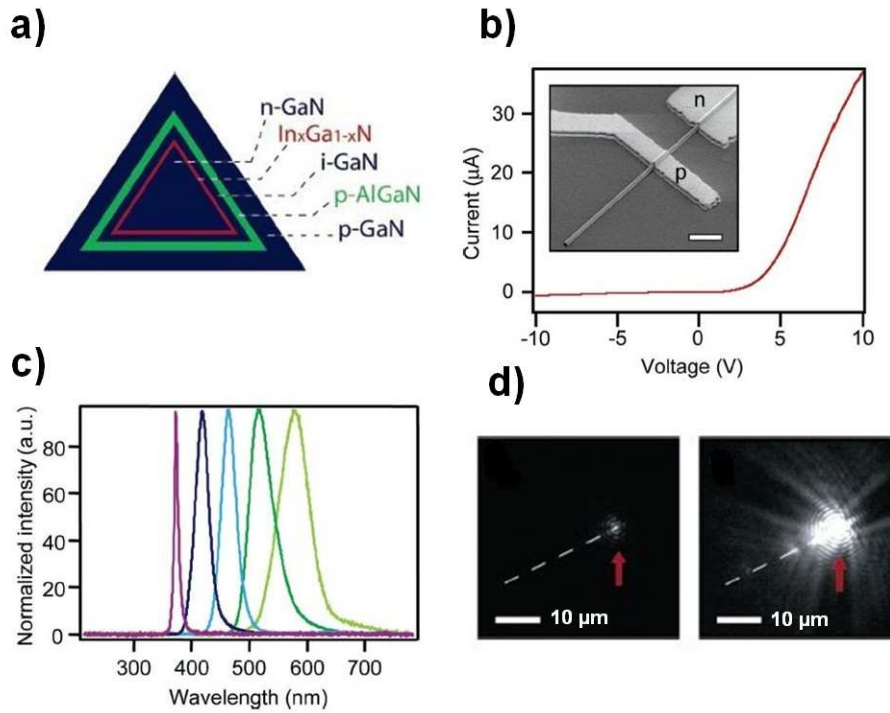 a)
n-GaN
InxGa1-xN
i-GaN
p-AlGaN
p-GaN
b)
Current (µA)
30
20
10
0
-10
-5
0
5
10
Voltage (V)
n
p
c)
Normalized intensity (a.u.)
80
60
40
20
0
300
400
500
600
700
Wavelength (nm)
d)
10 µm
10 µm